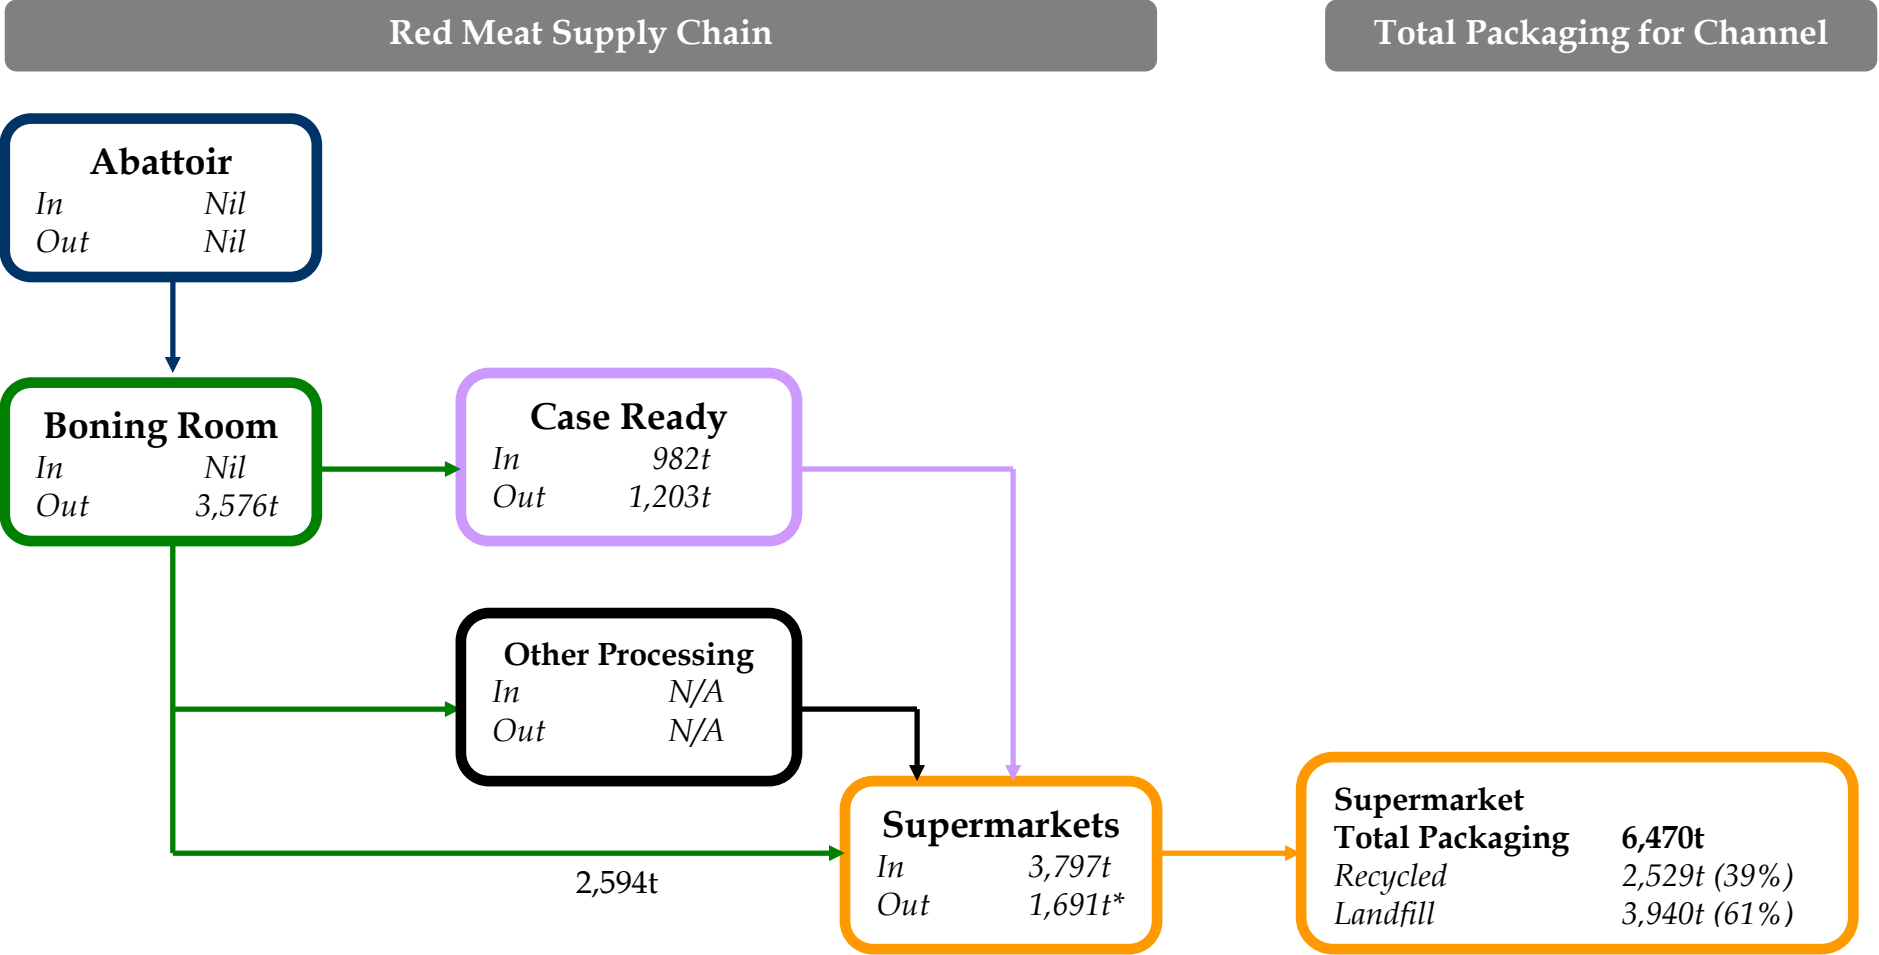 Red Meat Supply Chain
Total Packaging for Channel
Abattoir
In Nil
Out Nil
Boning Room
In Nil
Out 3,576t
Case Ready
In 982t
Out 1,203t
Other Processing
In N/A
Out N/A
Supermarkets
In 3,797t
Out 1,691t*
2,594t
Supermarket
Total Packaging 6,470t
Recycled 2,529t (39%)
Landfill 3,940t (61%)